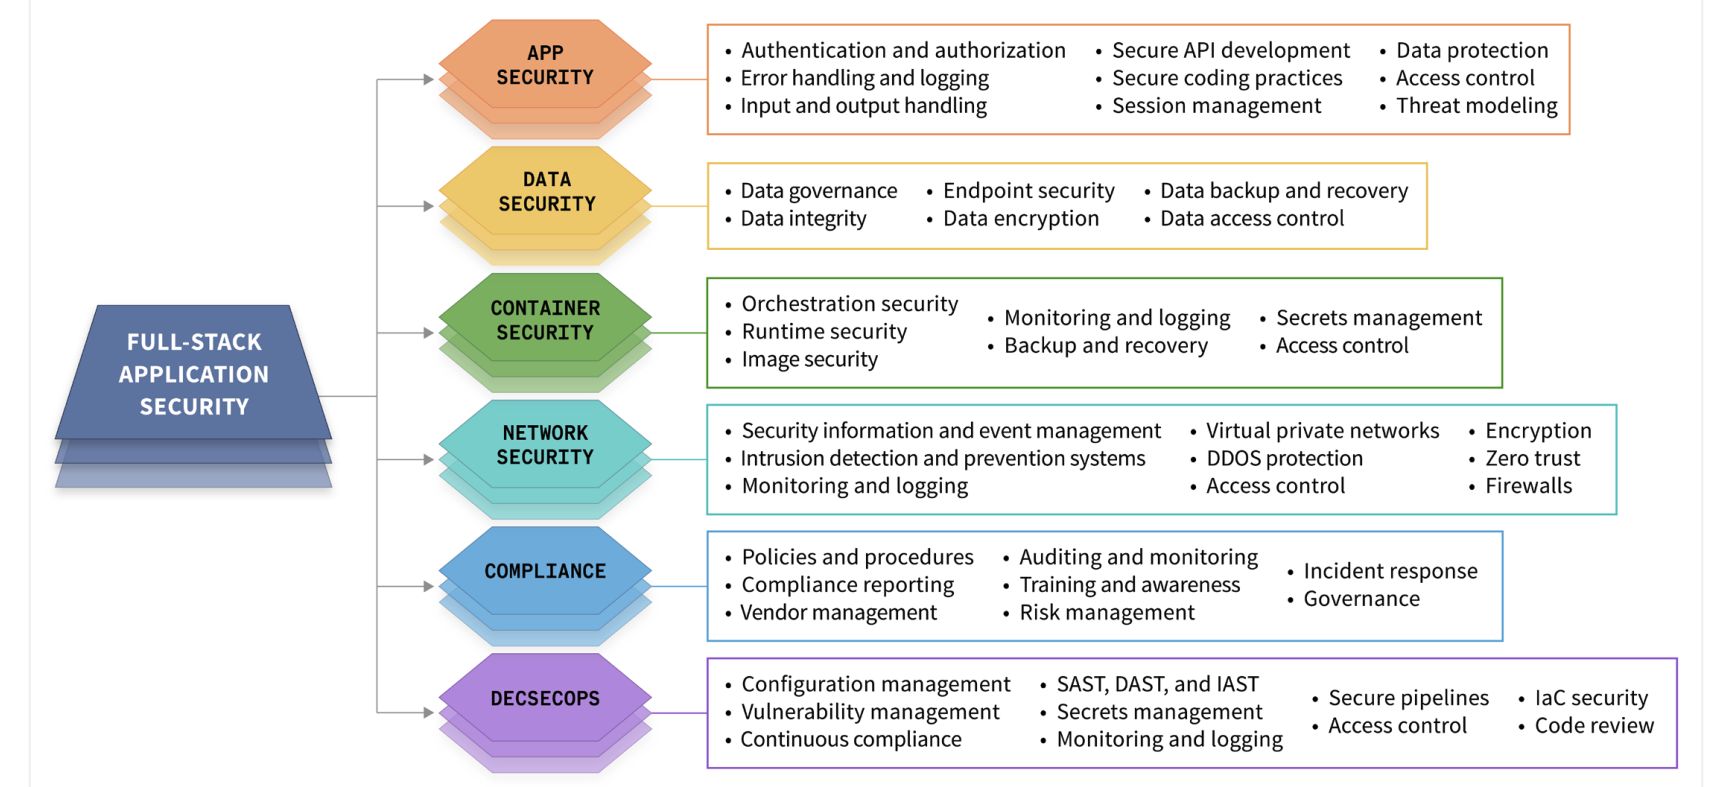 FULL-STACK
APPLICATION
SECURITY
APP
SECURITY
• Authentication and authorization
• Error handling and logging
• Input and output handling
• Secure API development
• Secure coding practices
• Session management
• Data protection
• Access control
• Threat modeling
DATA
SECURITY
• Data governance
• Data integrity
• Endpoint security
• Data encryption
• Data backup and recovery
• Data access control
CONTAINER
SECURITY
• Orchestration security
• Runtime security
• Image security
• Monitoring and logging
• Backup and recovery
• Secrets management
• Access control
NETWORK
SECURITY
• Security information and event management
• Intrusion detection and prevention systems
• Monitoring and logging
• Virtual private networks
• DDOS protection
• Access control
• Encryption
• Zero trust
• Firewalls
COMPLIANCE
• Policies and procedures
• Compliance reporting
• Vendor management
• Auditing and monitoring
• Training and awareness
• Risk management
• Incident response
• Governance
DECSECOPS
• Configuration management
• Vulnerability management
• Continuous compliance
• SAST, DAST, and IAST
• Secrets management
• Monitoring and logging
• Secure pipelines
• Access control
• IaC security
• Code review